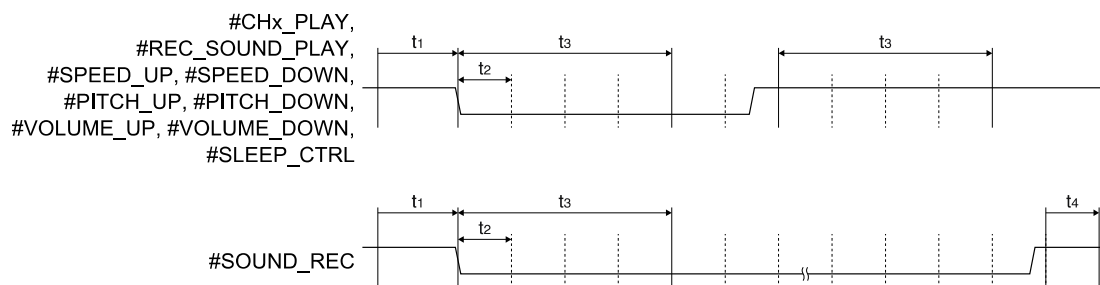 #CHx_PLAY,
#REC_SOUND_PLAY,
#SPEED_UP, #SPEED_DOWN,
#PITCH_UP, #PITCH_DOWN,
#VOLUME_UP, #VOLUME_DOWN,
#SLEEP_CTRL
t1
t3
t3
t2
t1
t3
t4
t2
#SOUND_REC